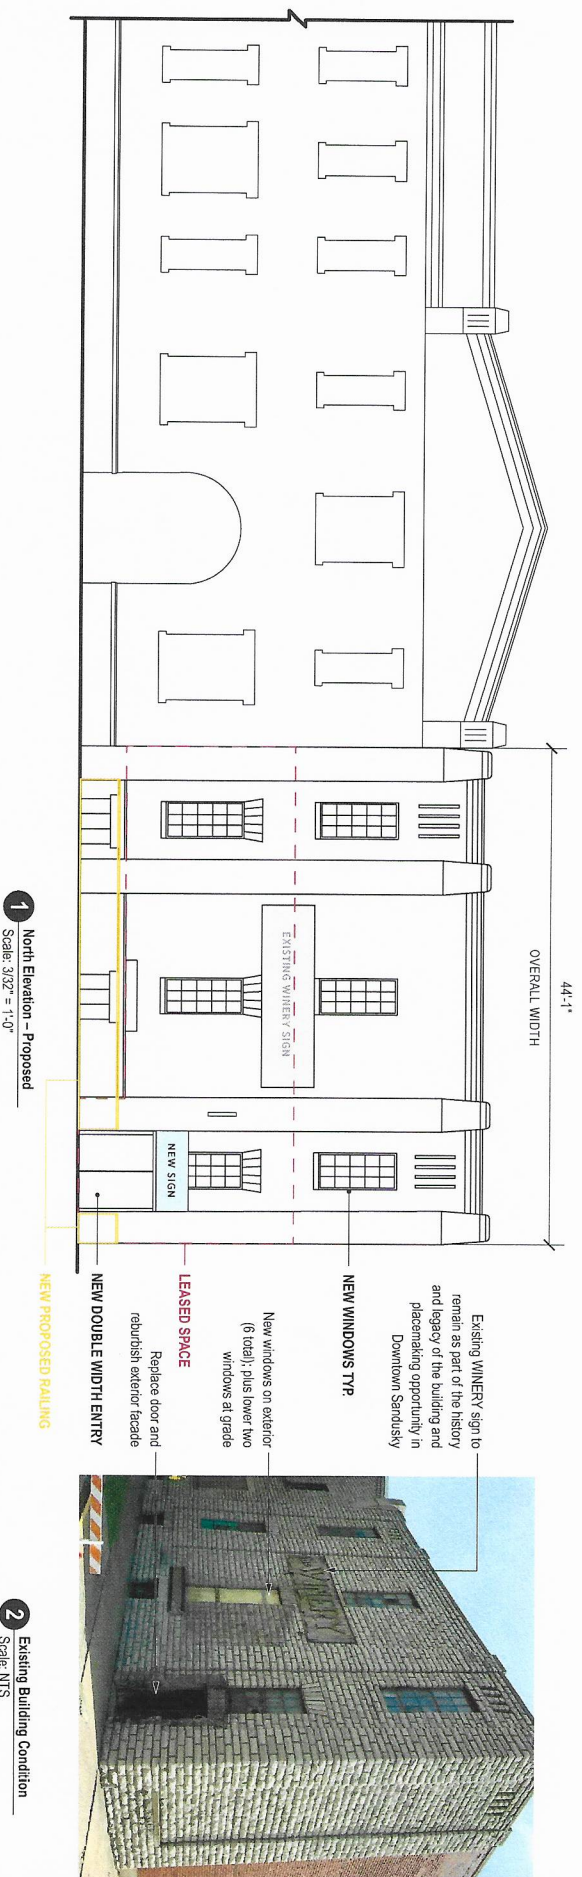 44'-1"
OVERALL WIDTH
EXISTING WINERY SIGN
NEW SIGN
Existing WINERY sign to
remain as part of the history
and legacy of the building and
placemaking opportunity in
Downtown Sandusky
NEW WINDOWS TYP.
New windows on exterior
(6 total); plus lower two
windows at grade
LEASED SPACE
Replace door and
reburbish exterior facade
NEW DOUBLE WIDTH ENTRY
NEW PROPOSED RAILING
1 North Elevation – Proposed
Scale: 3/32" = 1'-0"
WINERY
2 Existing Building Condition
Scale: NTS